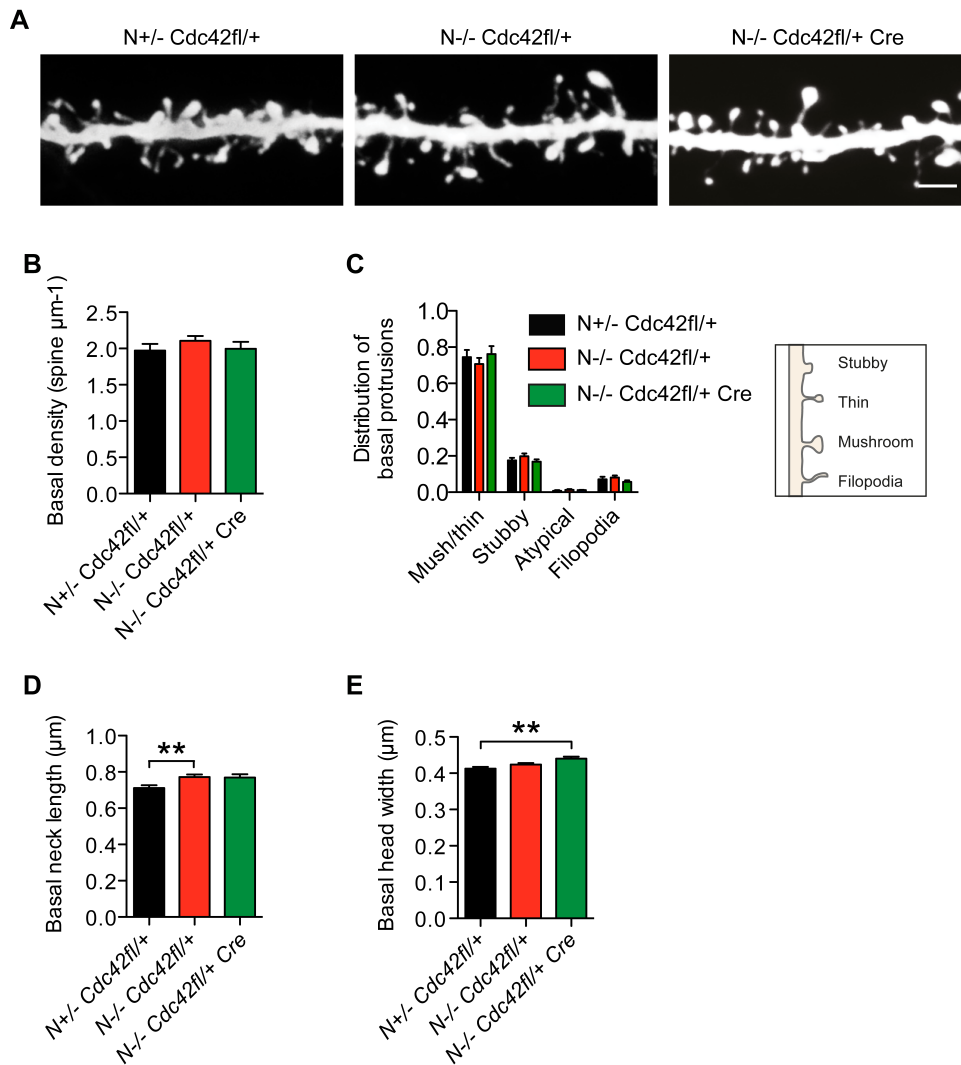 A
N+/- Cdc42fl/+
N-/- Cdc42fl/+
N-/- Cdc42fl/+ Cre
B
Basal density (spine µm-1)
2.5
2.0
1.5
1.0
0.5
0.0
N+/- Cdc42fl/+
N-/- Cdc42fl/+
N-/- Cdc42fl/+ Cre
C
Distribution of
basal protrusions
1.0
0.8
0.6
0.4
0.2
0.0
Mush/thin
Stubby
Atypical
Filopodia
N+/- Cdc42fl/+
N-/- Cdc42fl/+
N-/- Cdc42fl/+ Cre
Stubby
Thin
Mushroom
Filopodia
D
Basal neck length (µm)
1.0
0.8
0.6
0.4
0.2
0.0
**
N+/- Cdc42fl/+
N-/- Cdc42fl/+
N-/- Cdc42fl/+ Cre
E
Basal head width (µm)
0.5
0.4
0.3
0.2
0.1
0.0
**
N+/- Cdc42fl/+
N-/- Cdc42fl/+
N-/- Cdc42fl/+ Cre